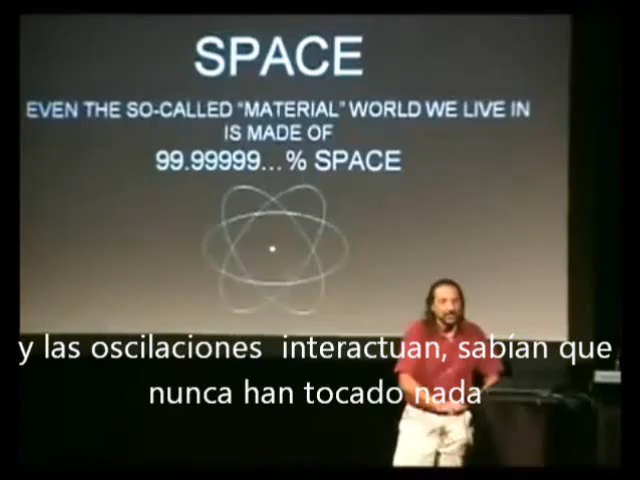 SPACE
EVEN THE SO-CALLED "MATERIAL" WORLD WE LIVE IN
IS MADE OF
99.99999...% SPACE
y las oscilaciones interactuan, sabían que
nunca han tocado nada